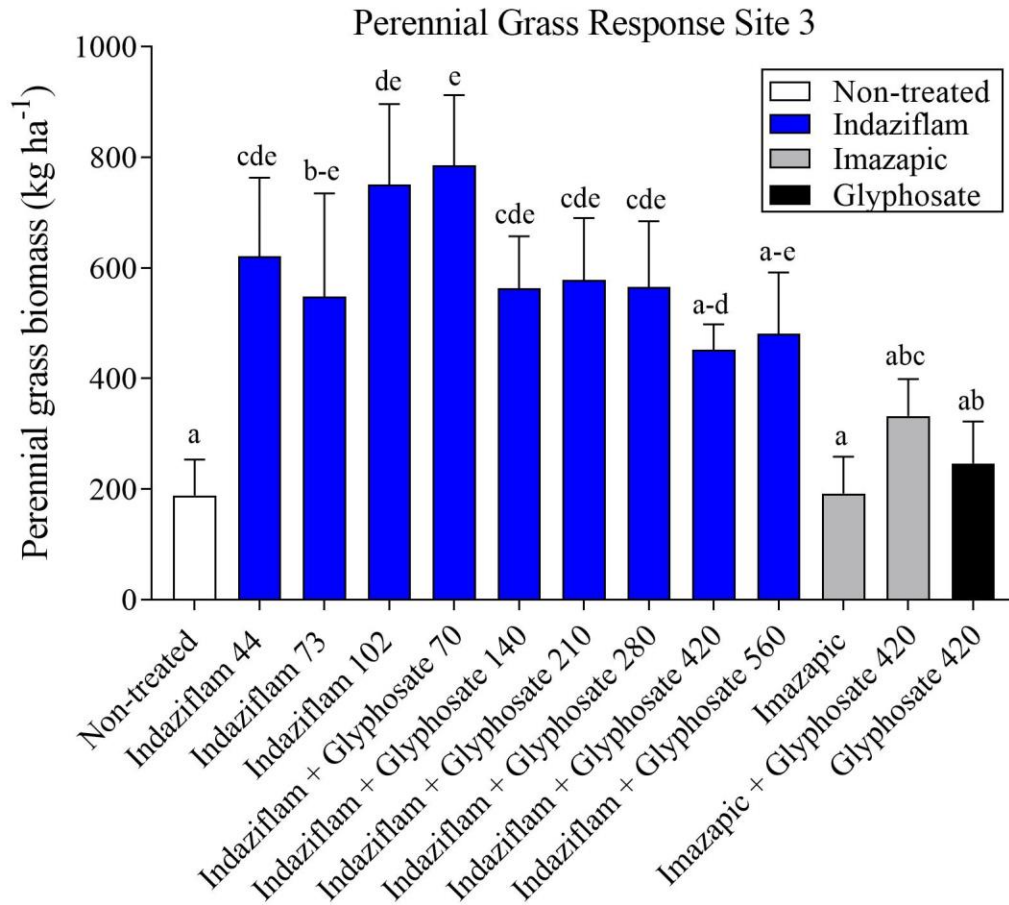 Perennial Grass Response Site 3
Perennial grass biomass (kg ha⁻¹)
1000
800
600
400
200
0
Non-treated
Indaziflam
Imazapic
Glyphosate
a
cde
b-e
de
e
cde
cde
cde
a-d
a-e
a
abc
ab
Non-treated
Indaziflam 44
Indaziflam 73
Indaziflam 102
Indaziflam + Glyphosate 70
Indaziflam + Glyphosate 140
Indaziflam + Glyphosate 210
Indaziflam + Glyphosate 280
Indaziflam + Glyphosate 420
Indaziflam + Glyphosate 560
Imazapic
Imazapic + Glyphosate 420
Glyphosate 420